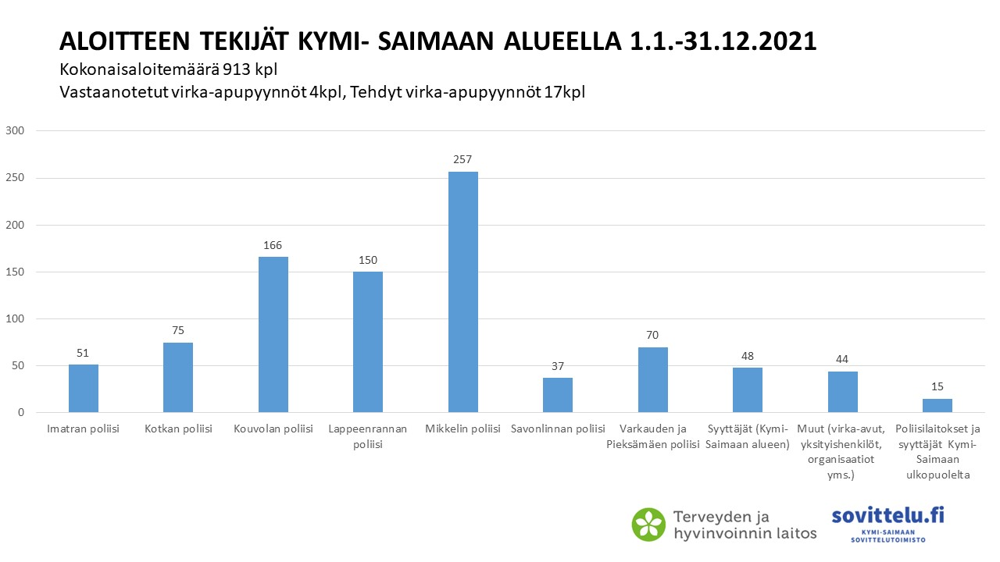 ALOITTEEN TEKIJÄT KYMI- SAIMAAN ALUEELLA 1.1.-31.12.2021
Kokonaisaloitemäärä 913 kpl
Vastaanotetut virka-apupyynnöt 4kpl, Tehdyt virka-apupyynnöt 17kpl
300
250
200
150
100
50
0
51
75
166
150
257
37
70
48
44
15
Imatran poliisi
Kotkan poliisi
Kouvolan poliisi
Lappeenrannan
poliisi
Mikkelin poliisi
Savonlinnan poliisi
Varkauden ja
Pieksämäen poliisi
Syyttäjät (Kymi-
Saimaan alueen)
Muut (virka-avut,
yksityishenkilöt,
organisaatiot
yms.)
Poliisilaitokset ja
syyttäjät Kymi-
Saimaan
ulkopuolelta
Terveyden ja
hyvinvoinnin laitos
sovittelu.fi
KYMI-SAIMAAN
SOVITTELUTOIMISTO